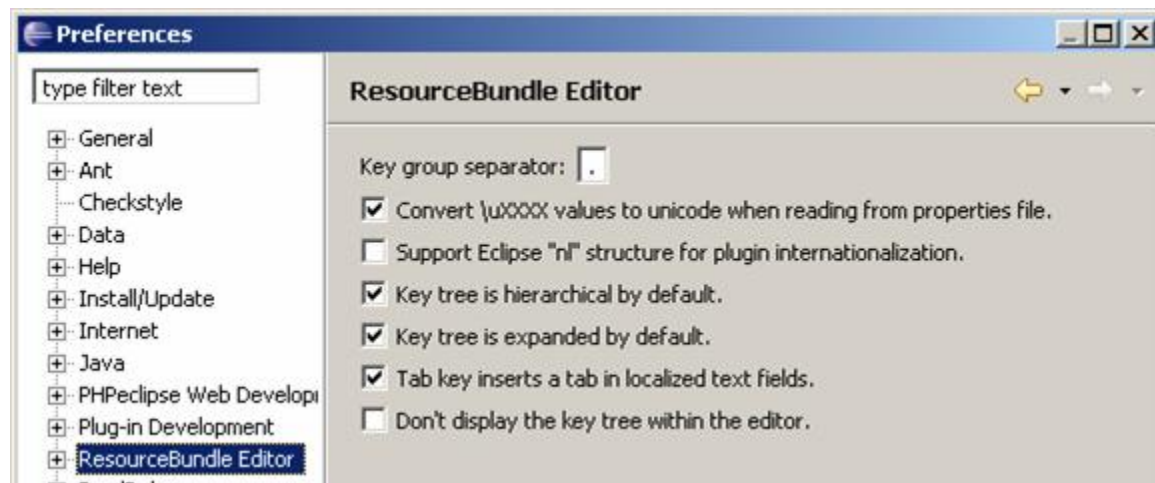 Preferences
type filter text
General
Ant
Checkstyle
Data
Help
Install/Update
Internet
Java
PHPeclipse Web Develop
Plug-in Development
ResourceBundle Editor
ResourceBundle Editor
Key group separator: .
Convert \uXXXX values to unicode when reading from properties file.
Support Eclipse "nl" structure for plugin internationalization.
Key tree is hierarchical by default.
Key tree is expanded by default.
Tab key inserts a tab in localized text fields.
Don't display the key tree within the editor.